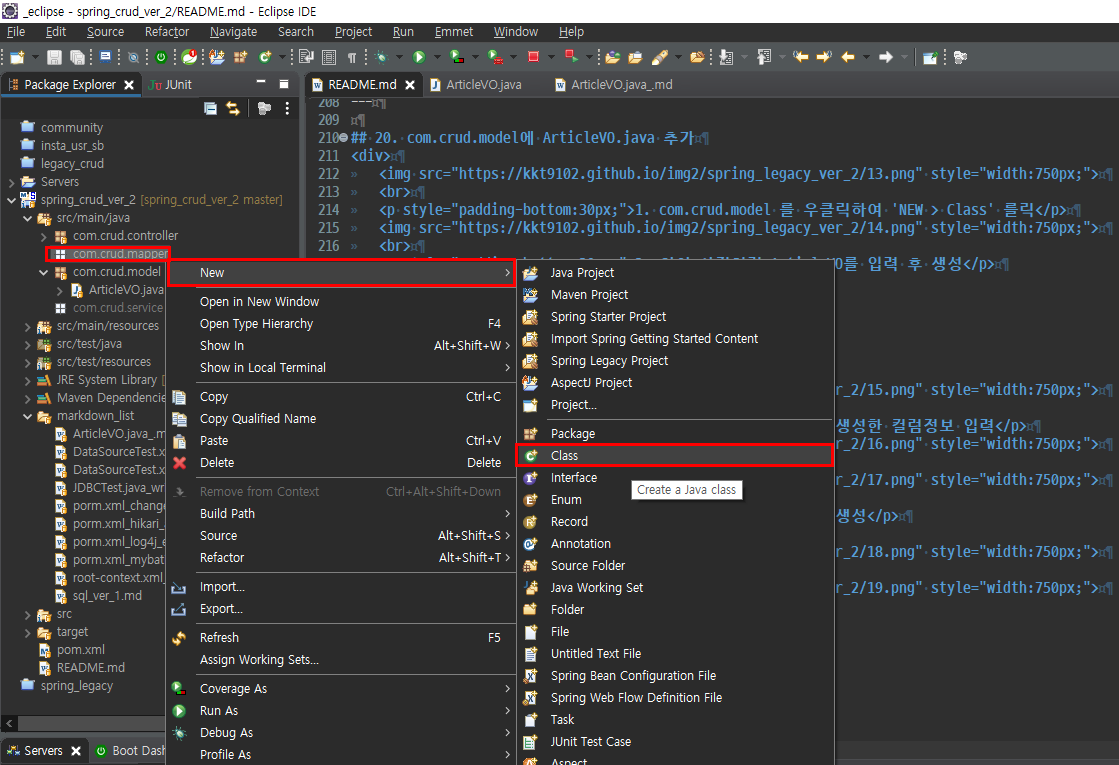 _eclipse - spring_crud_ver_2/README.md - Eclipse IDE
File Edit Source Refactor Navigate Search Project Run Emmet Window Help
Package Explorer
JUnit
README.md
ArticleVO.java
ArticleVO.java_.md
community
insta_usr_sb
legacy_crud
Servers
spring_crud_ver_2 [spring_crud_ver_2 master]
src/main/java
com.crud.controller
com.crud.mapper
com.crud.model
ArticleVO.java
com.crud.service
src/main/resources
src/test/java
src/test/resources
JRE System Library [
Maven Dependencie
markdown_list
ArticleVO.java_.m
DataSourceTest.x
DataSourceTest.x
JDBCTest.java_wr
porm.xml_change
porm.xml_hikari_
porm.xml_log4j_e
porm.xml_mybat
root-context.xml_
sql_ver_1.md
src
target
pom.xml
README.md
spring_legacy
Servers
Boot Dash
208 ---¤¶
209 ¤¶
210 ## 20. com.crud.model에 ArticleVO.java 추가¤¶
211 <div>¤¶
212 » <img src="https://kkt9102.github.io/img2/spring_legacy_ver_2/13.png" style="width:750px;">¤¶
213 » <br>¤¶
214 » <p style="padding-bottom:30px;">1. com.crud.model 를 우클릭하여 'NEW > Class' 를릭</p>¤¶
215 » <img src="https://kkt9102.github.io/img2/spring_legacy_ver_2/14.png" style="width:750px;">¤¶
216 » <br>¤¶
VO를 입력 후 생성</p>¤¶
r_2/15.png" style="width:750px;">¤¶
생성한 컬럼정보 입력</p>¤¶
r_2/16.png" style="width:750px;">¤¶
r_2/17.png" style="width:750px;">¤¶
생성</p>¤¶
r_2/18.png" style="width:750px;">¤¶
r_2/19.png" style="width:750px;">¤¶
New
Open in New Window
Open Type Hierarchy F4
Show In Alt+Shift+W
Show in Local Terminal
Copy Ctrl+C
Copy Qualified Name
Paste Ctrl+V
Delete Delete
Remove from Context Ctrl+Alt+Shift+Down
Build Path
Source Alt+Shift+S
Refactor Alt+Shift+T
Import...
Export...
Refresh F5
Assign Working Sets...
Coverage As
Run As
Debug As
Profile As
Java Project
Maven Project
Spring Starter Project
Import Spring Getting Started Content
Spring Legacy Project
AspectJ Project
Project...
Package
Class
Interface
Create a Java class
Enum
Record
Annotation
Source Folder
Java Working Set
Folder
File
Untitled Text File
Spring Bean Configuration File
Spring Web Flow Definition File
Task
JUnit Test Case
Aspect